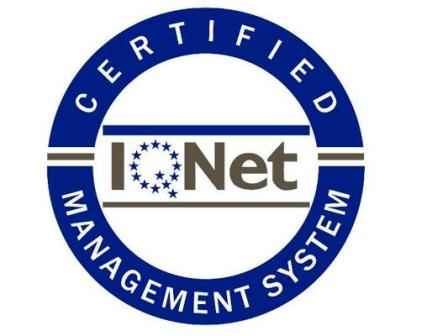 CERTIFIED
IQNet
MANAGEMENT SYSTEM